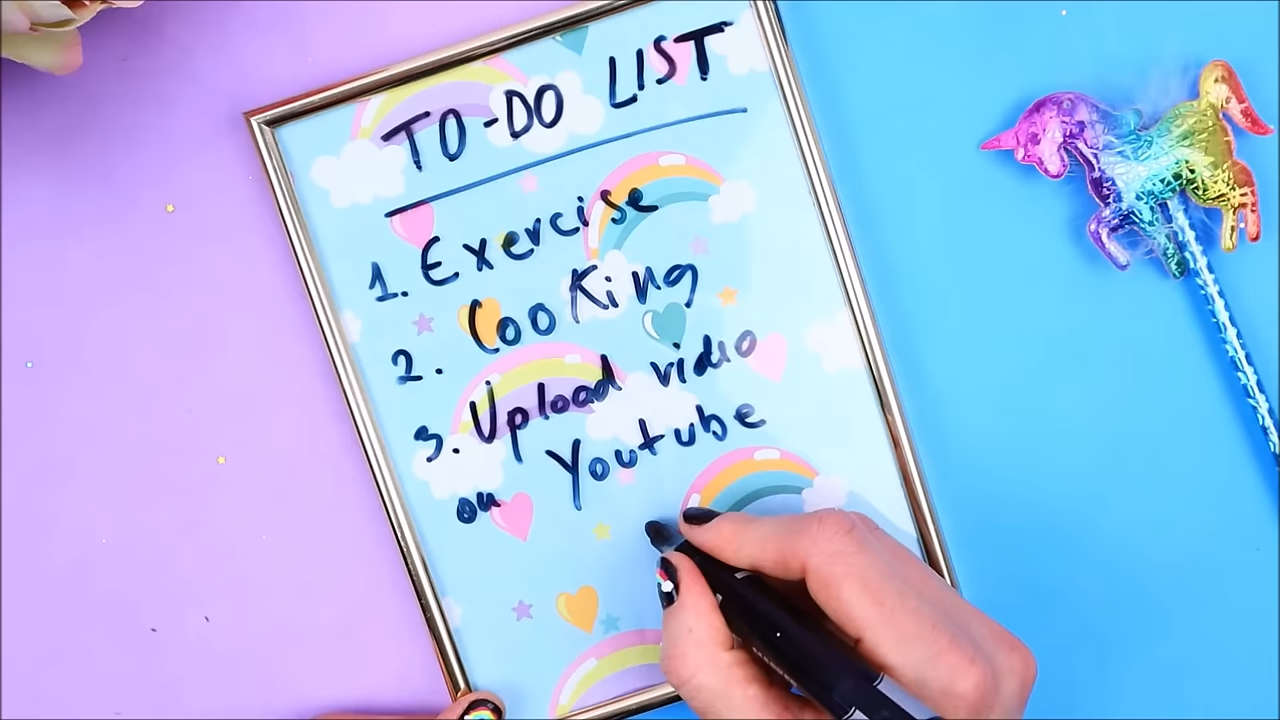 TO-DO LIST
1. Exercise
2. Cooking
3. Upload video
on Youtube